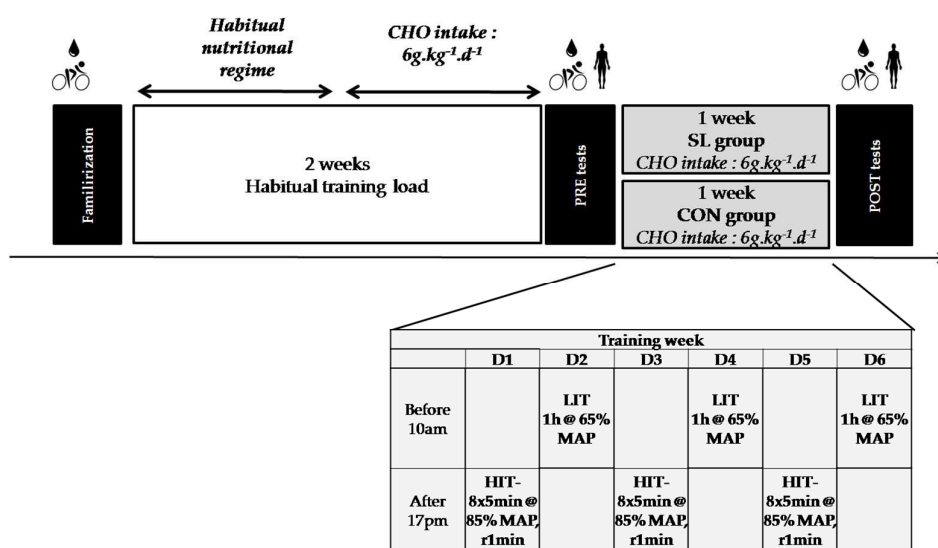 Habitual
nutritional
regime
CHO intake :
6g.kg⁻¹.d⁻¹
Familirization
2 weeks
Habitual training load
PRE tests
1 week
SL group
CHO intake : 6g.kg⁻¹.d⁻¹
1 week
CON group
CHO intake : 6g.kg⁻¹.d⁻¹
POST tests
Training week
D1 D2 D3 D4 D5 D6
Before
10am
LIT
1h @ 65%
MAP
LIT
1h @ 65%
MAP
LIT
1h @ 65%
MAP
After
17pm
HIT-
8x5min @
85% MAP,
r1min
HIT-
8x5min @
85% MAP,
r1min
HIT-
8x5min @
85% MAP,
r1min